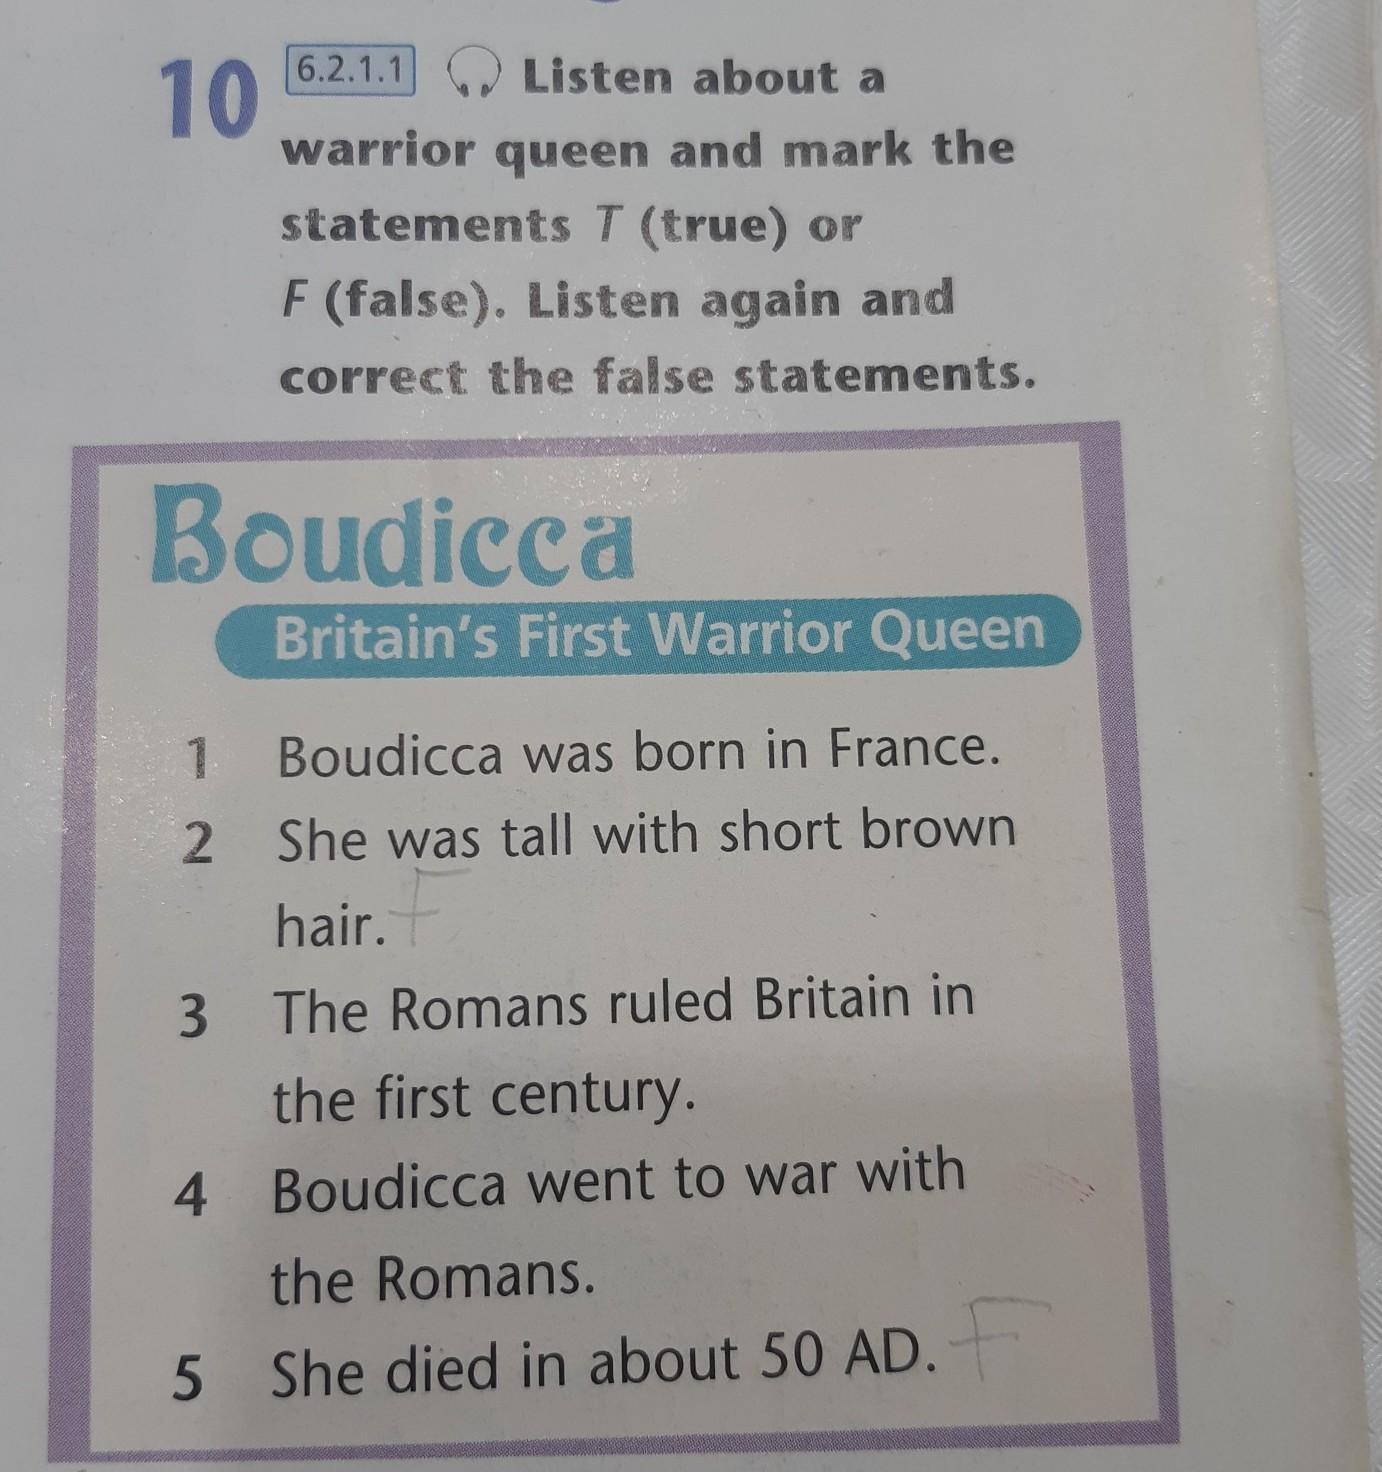 10 6.2.1.1 Listen about a
warrior queen and mark the
statements T (true) or
F (false). Listen again and
correct the false statements.
Boudicca
Britain's First Warrior Queen
1 Boudicca was born in France.
2 She was tall with short brown
hair. F
3 The Romans ruled Britain in
the first century.
4 Boudicca went to war with
the Romans.
5 She died in about 50 AD. F